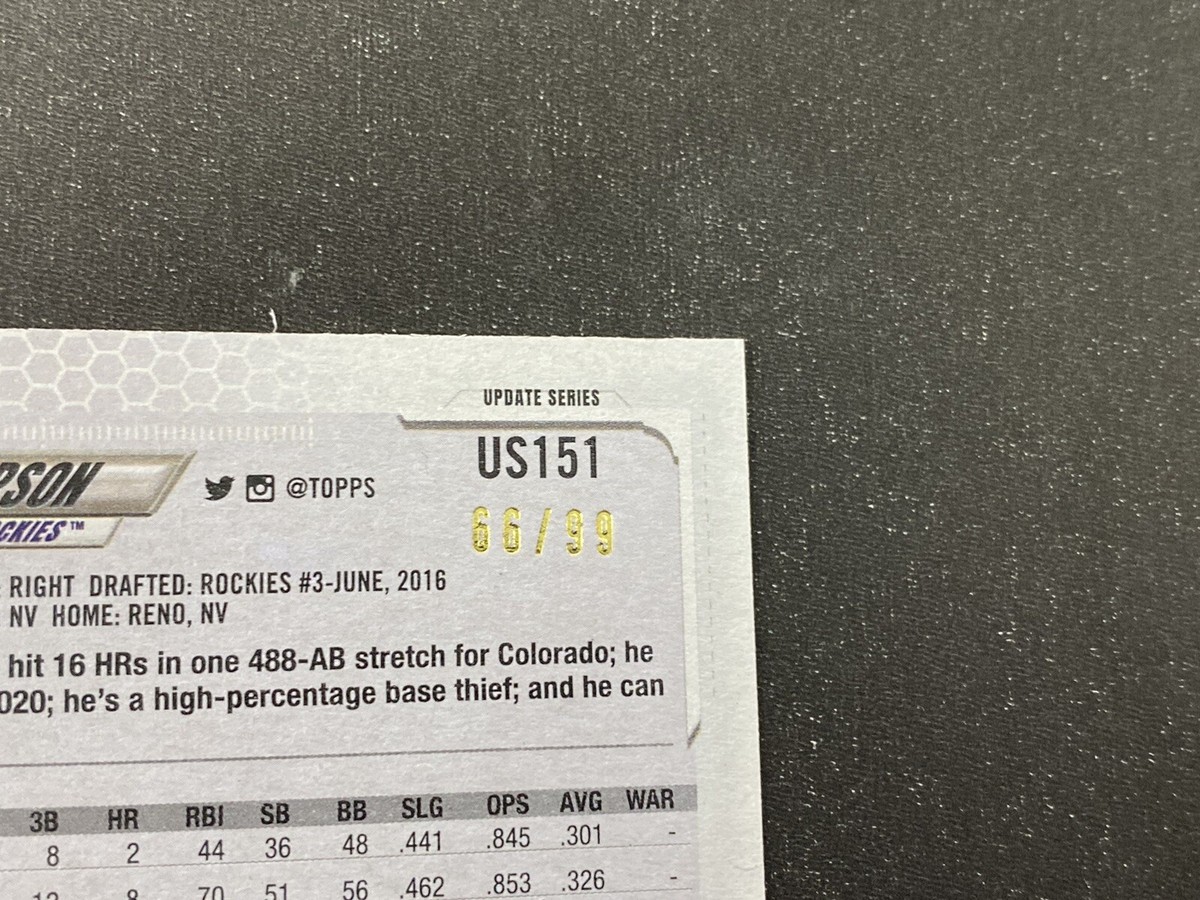 UPDATE SERIES
US151
PSON
@TOPPS
66/99
CKIES™
RIGHT DRAFTED: ROCKIES #3-JUNE, 2016
NV HOME: RENO, NV
hit 16 HRs in one 488-AB stretch for Colorado; he
020; he's a high-percentage base thief; and he can
3B HR RBI SB BB SLG OPS AVG WAR
8 2 44 36 48 .441 .845 .301 -
12 8 70 51 56 .462 .853 .326 -